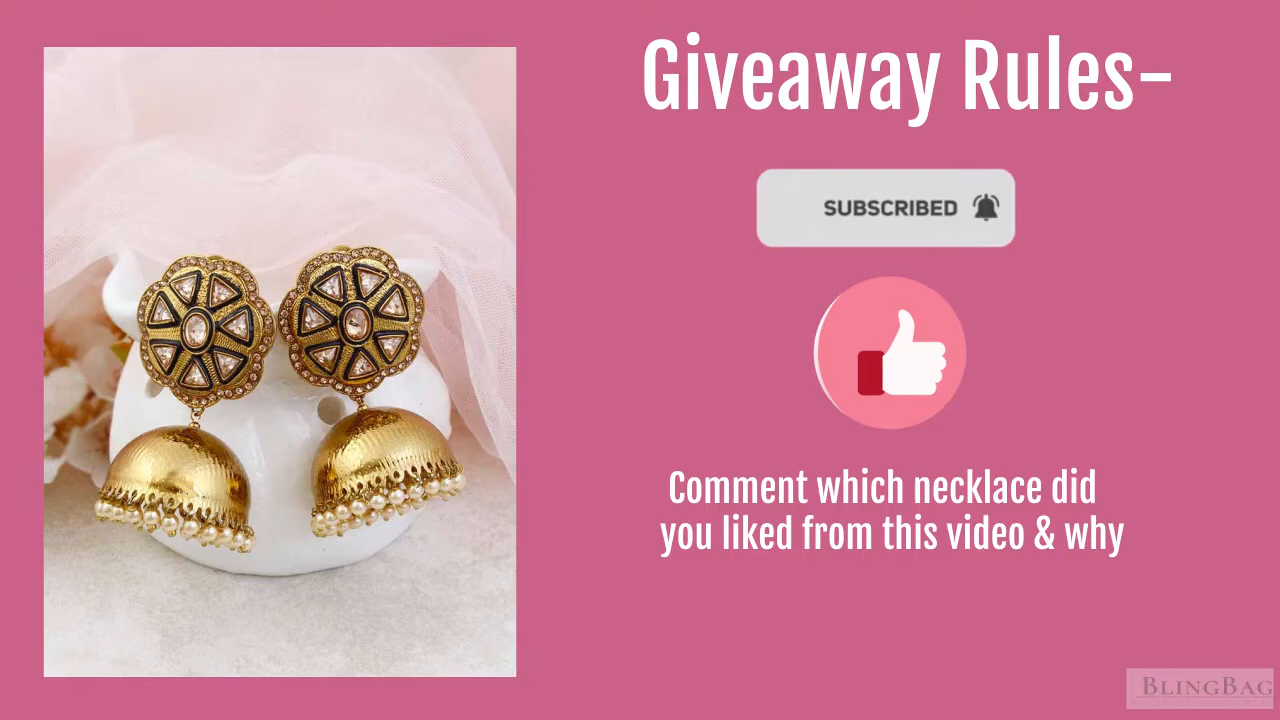 Giveaway Rules-
SUBSCRIBED
Comment which necklace did
you liked from this video & why
BLINGBAG